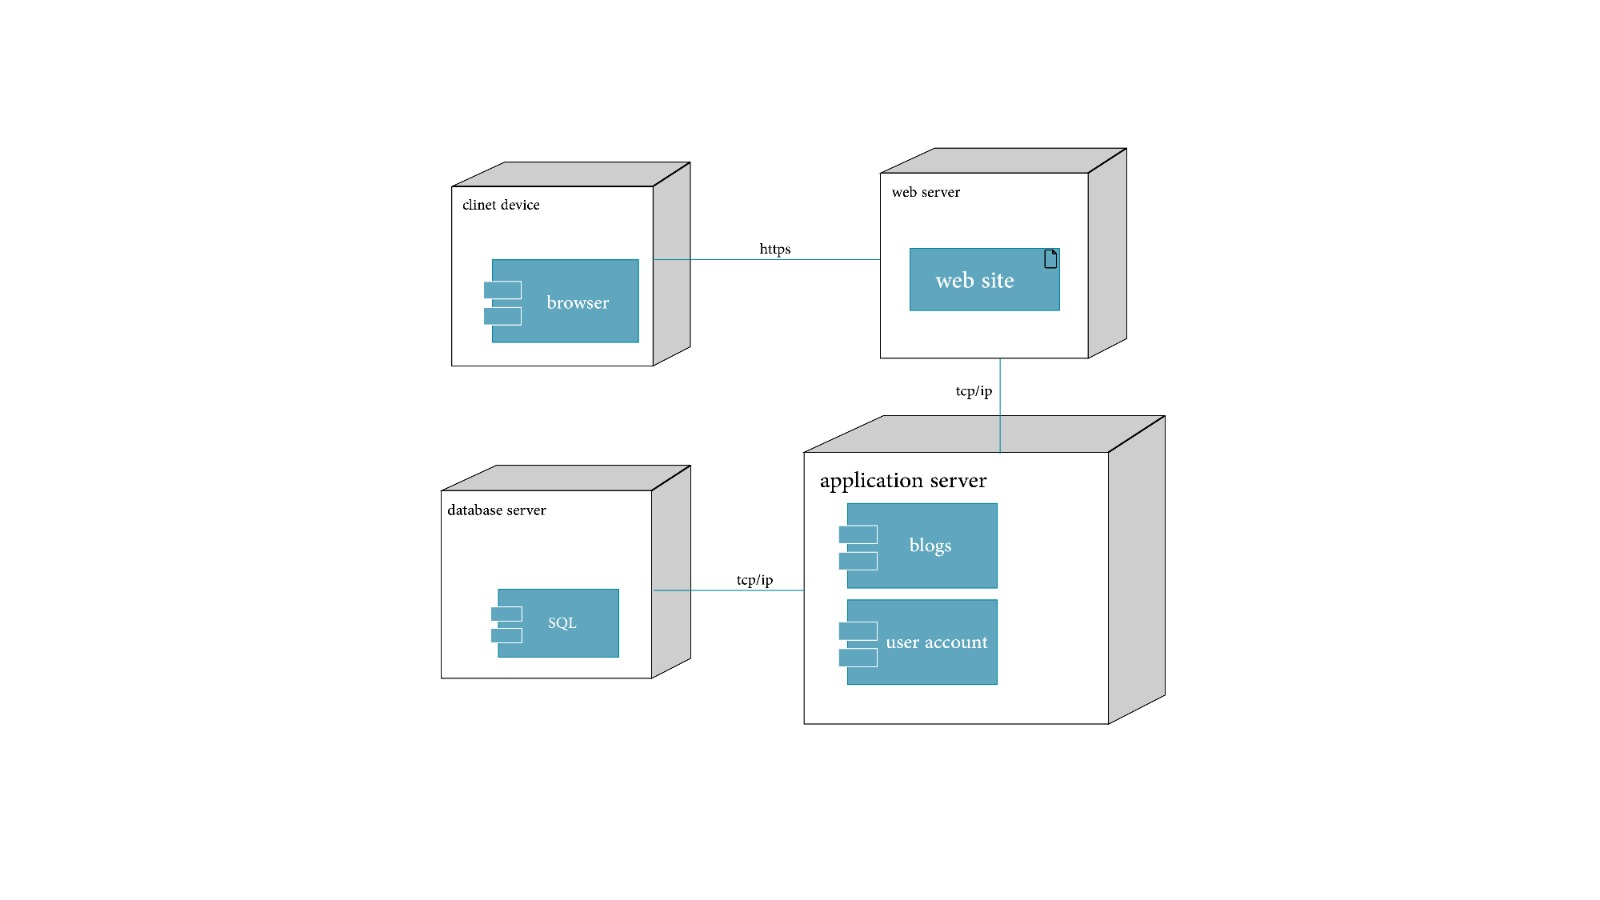 clinet device
browser
https
web server
web site
tcp/ip
application server
blogs
user account
tcp/ip
database server
SQL